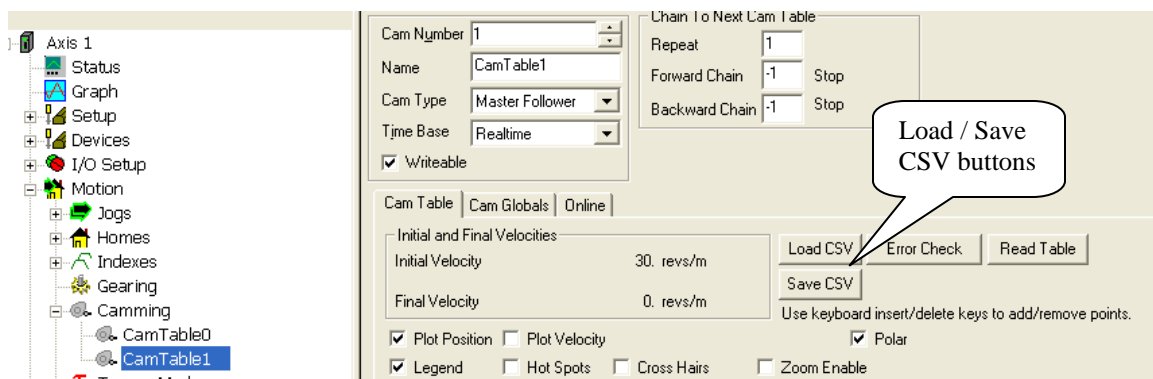 Axis 1
Status
Graph
Setup
Devices
I/O Setup
Motion
Jogs
Homes
Indexes
Gearing
Camming
CamTable0
CamTable1
Cam Number 1
Name CamTable1
Cam Type Master Follower
Time Base Realtime
Writeable
Chain To Next Cam Table
Repeat 1
Forward Chain -1 Stop
Backward Chain -1 Stop
Load / Save
CSV buttons
Cam Table Cam Globals Online
Initial and Final Velocities
Initial Velocity 30. revs/m
Final Velocity 0. revs/m
Load CSV Error Check Read Table
Save CSV
Use keyboard insert/delete keys to add/remove points.
Plot Position Plot Velocity Polar
Legend Hot Spots Cross Hairs Zoom Enable